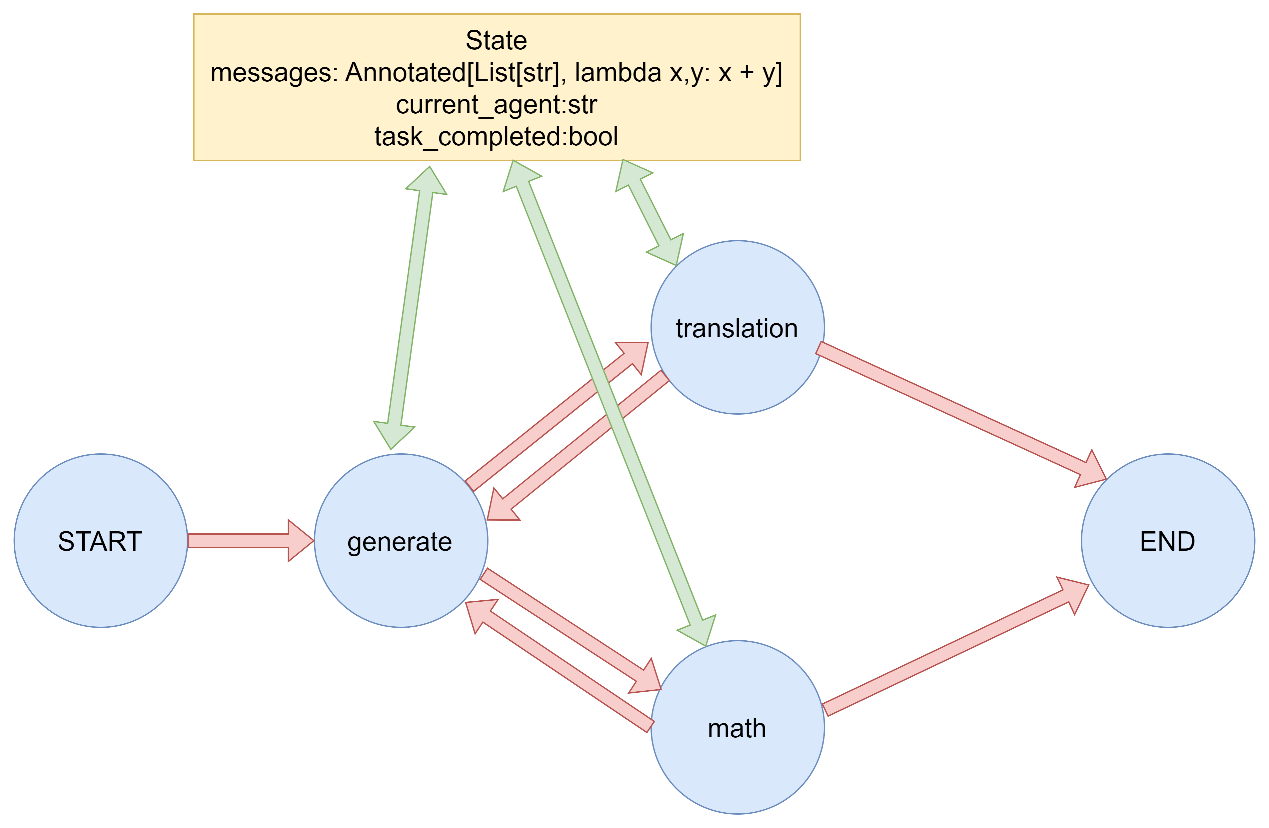 State
messages: Annotated[List[str], lambda x,y: x + y]
current_agent:str
task_completed:bool
translation
START
generate
END
math